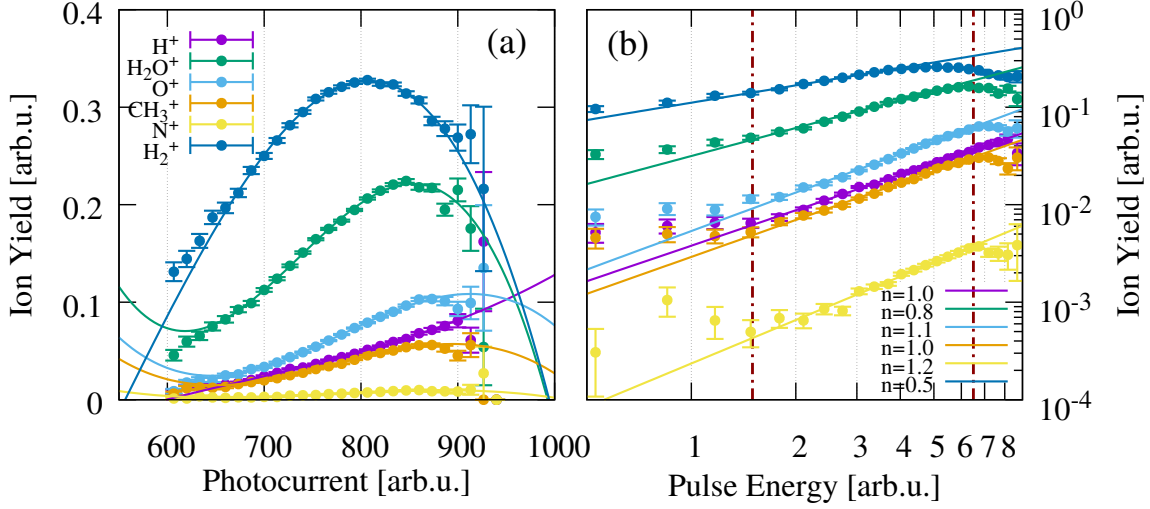 (a)
0.4
0.3
0.2
0.1
0
Ion Yield [arb.u.]
H⁺
H₂O⁺
O⁺
CH₃⁺
N⁺
H₂⁺
600 700 800 900 1000
Photocurrent [arb.u.]
(b)
10⁰
10⁻¹
10⁻²
10⁻³
10⁻⁴
Ion Yield [arb.u.]
n=1.0
n=0.8
n=1.1
n=1.0
n=1.2
n=0.5
1 2 3 4 5 6 7 8
Pulse Energy [arb.u.]